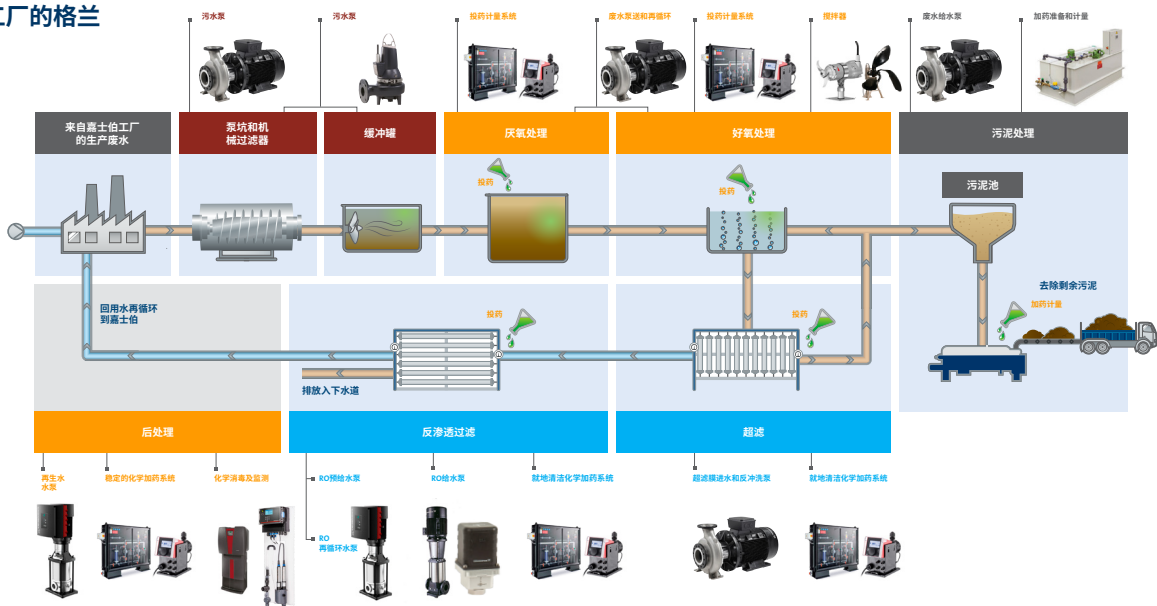 工厂的格兰
污水泵
污水泵
投药计量系统
废水泵送和再循环
投药计量系统
搅拌器
废水给水泵
加药准备和计量
来自嘉士伯工厂
的生产废水
泵坑和机
械过滤器
缓冲罐
厌氧处理
好氧处理
污泥处理
投药
投药
污泥池
回用水再循环
到嘉士伯
投药
投药
去除剩余污泥
加药计量
排放入下水道
后处理
反渗透过滤
超滤
再生水
水泵
稳定的化学加药系统
化学消毒及监测
RO预给水泵
RO
再循环水泵
RO给水泵
就地清洁化学加药系统
超滤膜进水和反冲洗泵
就地清洁化学加药系统